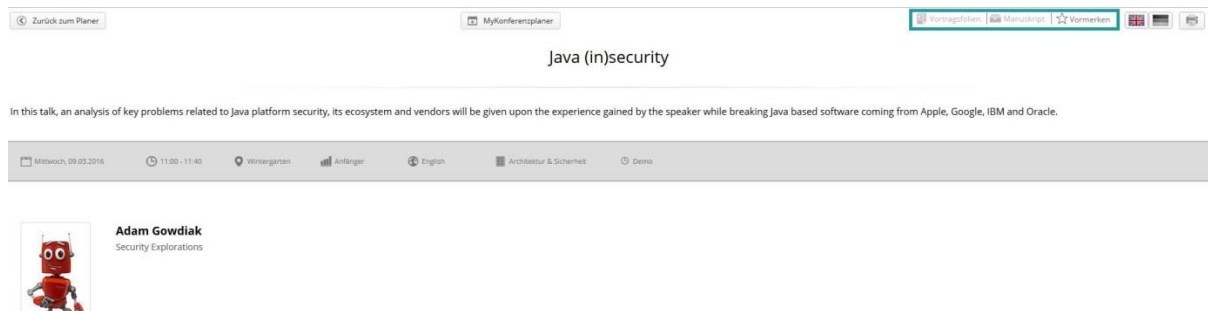 Zurück zum Planer
MyKonferenzplaner
Vortragsfolien Manuskript Vormerken
Java (in)security
In this talk, an analysis of key problems related to Java platform security, its ecosystem and vendors will be given upon the experience gained by the speaker while breaking Java based software coming from Apple, Google, IBM and Oracle.
Mittwoch, 09.03.2016 11:00 - 11:40 Wintergarten Anfänger English Architektur & Sicherheit Demo
Adam Gowdiak
Security Explorations